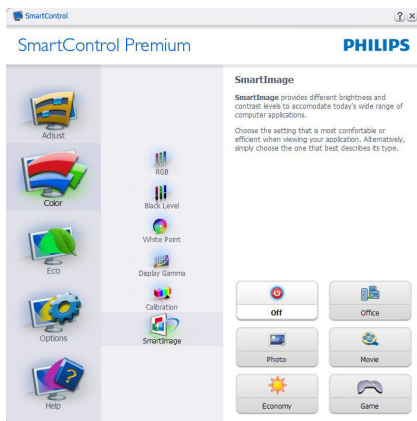 SmartControl
SmartControl Premium
PHILIPS
Adjust
Color
Eco
Options
Help
RGB
Black Level
White Point
Display Gamma
Calibration
SmartImage
SmartImage
SmartImage provides different brightness and
contrast levels to accomodate today's wide range of
computer applications.
Choose the setting that is most comfortable or
efficient when viewing your application. Alternatively,
simply choose the one that best describes its type.
Off
Office
Photo
Movie
Economy
Game